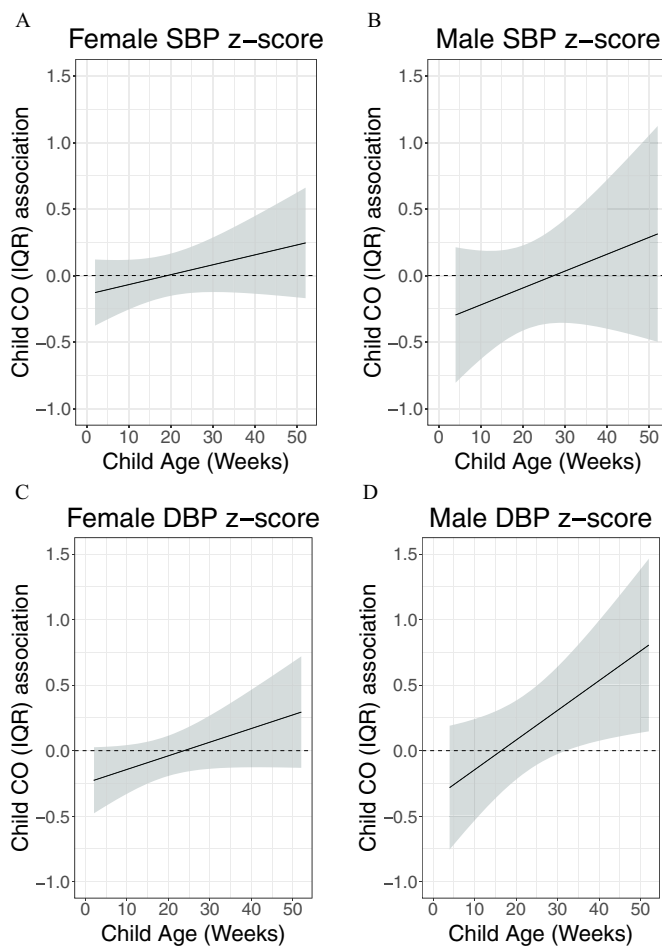 A
Female SBP z−score
Child CO (IQR) association
1.5
1.0
0.5
0.0
−0.5
−1.0
0 10 20 30 40 50
Child Age (Weeks)
B
Male SBP z−score
Child CO (IQR) association
1.5
1.0
0.5
0.0
−0.5
−1.0
0 10 20 30 40 50
Child Age (Weeks)
C
Female DBP z−score
Child CO (IQR) association
1.5
1.0
0.5
0.0
−0.5
−1.0
0 10 20 30 40 50
Child Age (Weeks)
D
Male DBP z−score
Child CO (IQR) association
1.5
1.0
0.5
0.0
−0.5
−1.0
0 10 20 30 40 50
Child Age (Weeks)